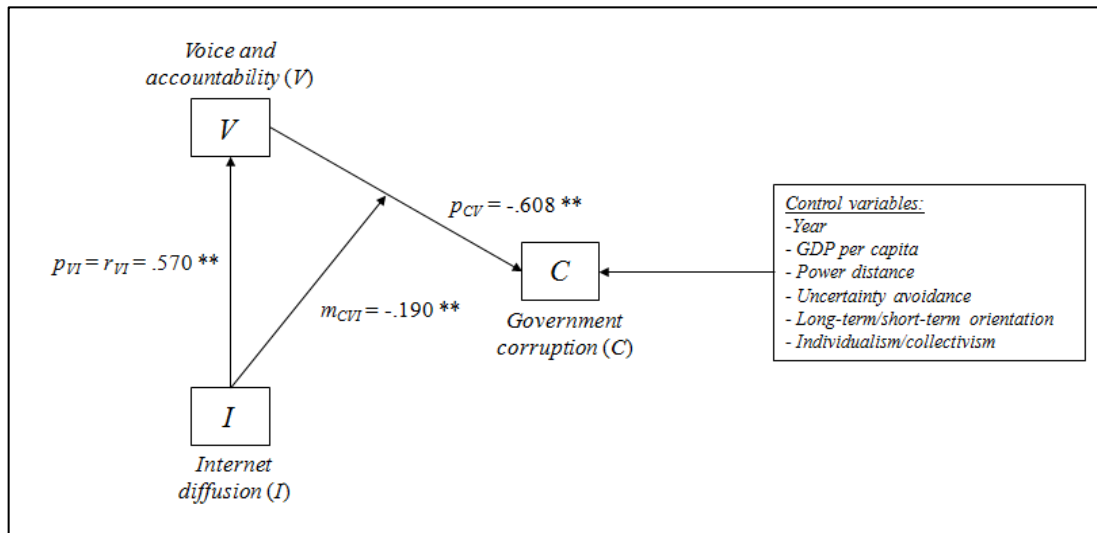 Voice and
accountability (V)
V
p_CV = -.608 **
p_VI = r_VI = .570 **
m_CVI = -.190 **
C
Government
corruption (C)
I
Internet
diffusion (I)
Control variables:
-Year
- GDP per capita
- Power distance
- Uncertainty avoidance
- Long-term/short-term orientation
- Individualism/collectivism